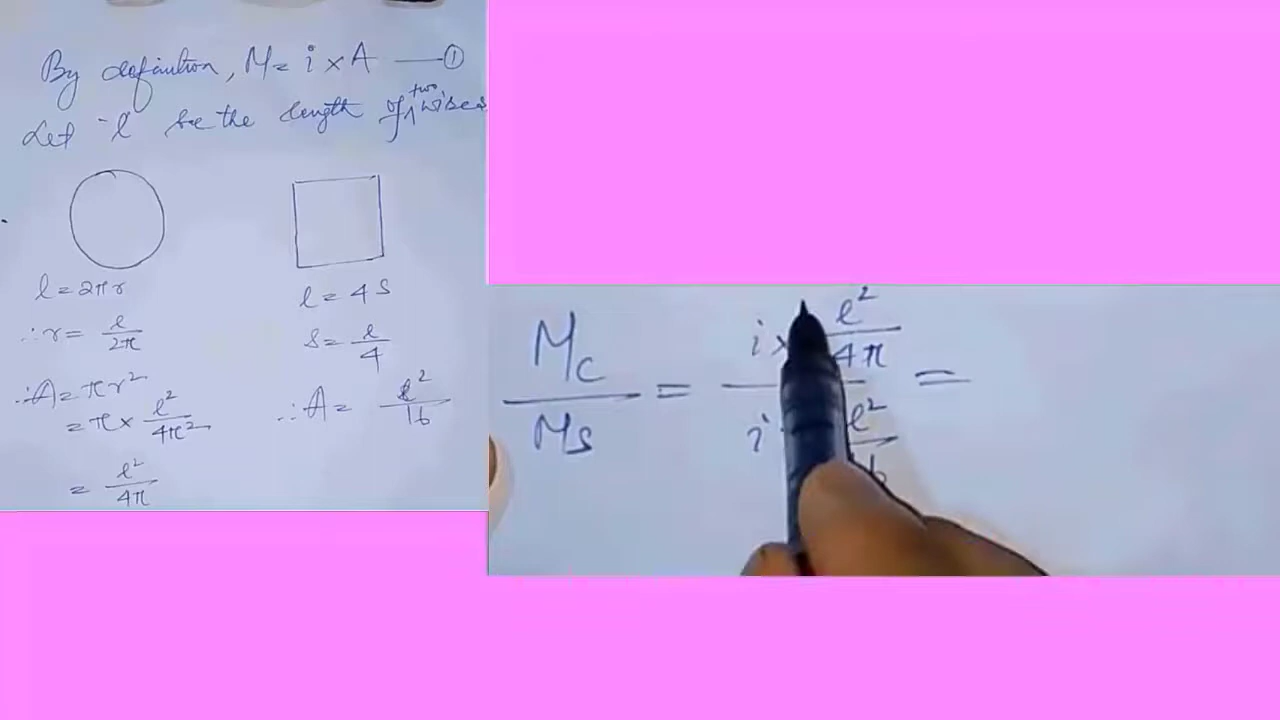 By definition, M = i × A —— ①
Let 'l' be the length of two wires
l = 2πr
∴ r = l/2π
∴ A = πr²
= π × l²/4π²
= l²/4π
l = 4S
S = l/4
∴ A = l²/16
Mc/Ms = i × l²/4π / i l²/16 =